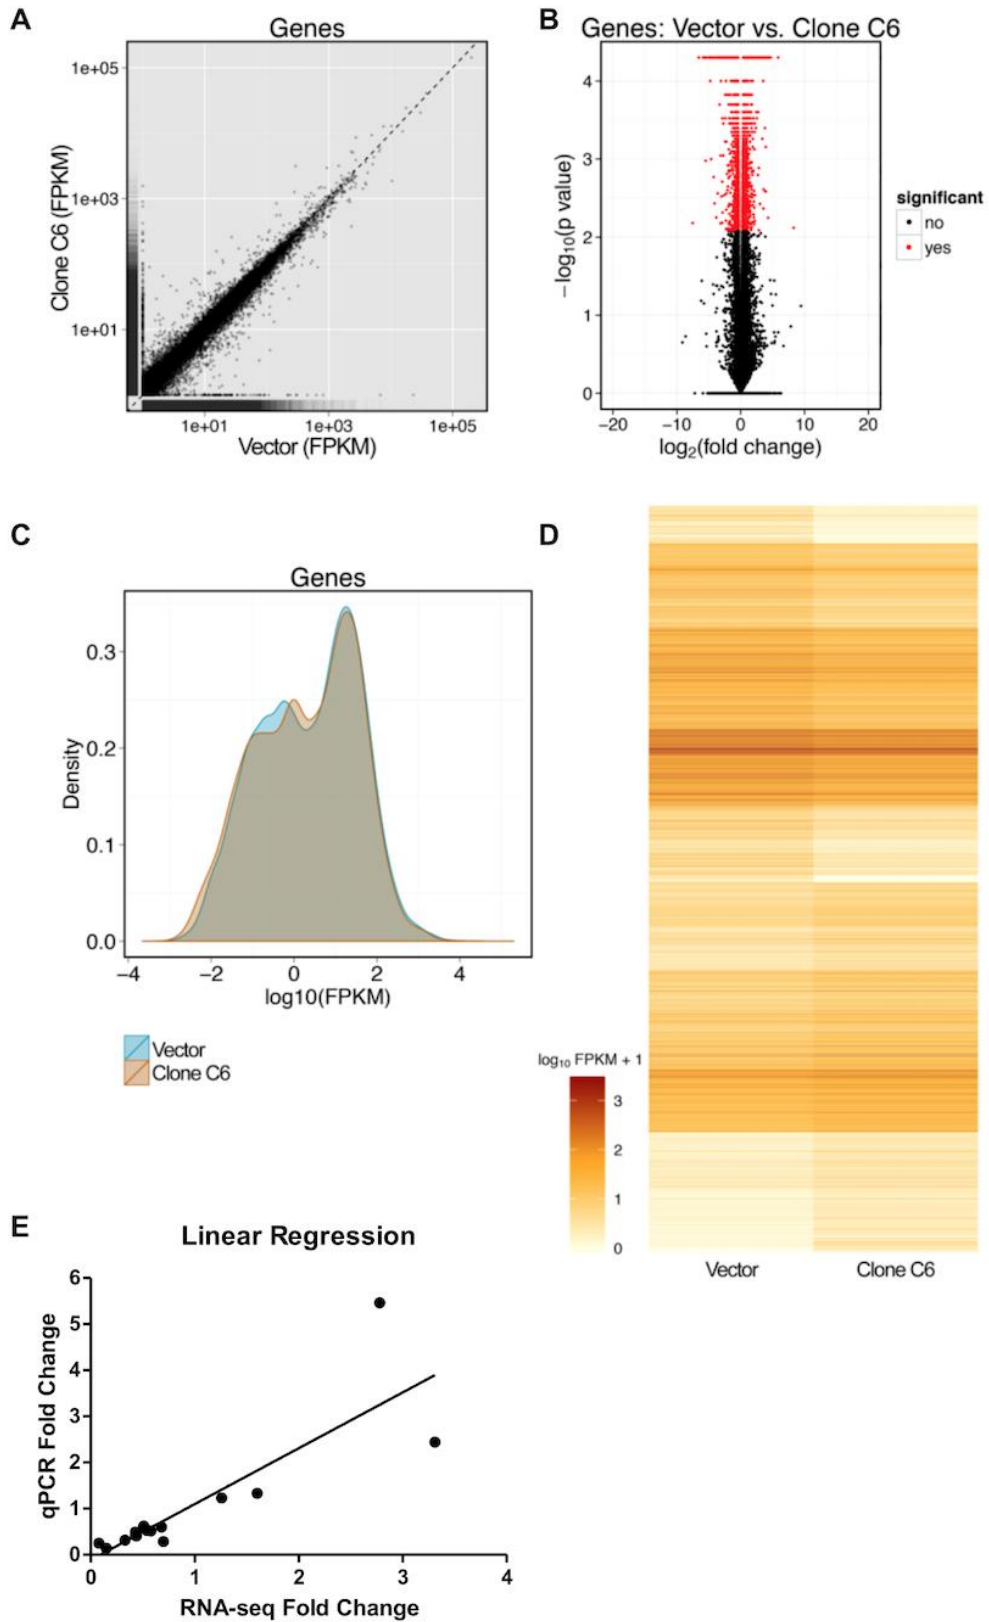 A
Genes
Clone C6 (FPKM)
1e+05
1e+03
1e+01
1e+01
1e+03
1e+05
Vector (FPKM)
B
Genes: Vector vs. Clone C6
−log10(p value)
4
3
2
1
0
−20
−10
0
10
20
log2(fold change)
significant
no
yes
C
Genes
Density
0.3
0.2
0.1
0.0
−4
−2
0
2
4
log10(FPKM)
Vector
Clone C6
D
log10 FPKM + 1
3
2
1
0
Vector
Clone C6
E
Linear Regression
qPCR Fold Change
6
5
4
3
2
1
0
0
1
2
3
4
RNA-seq Fold Change